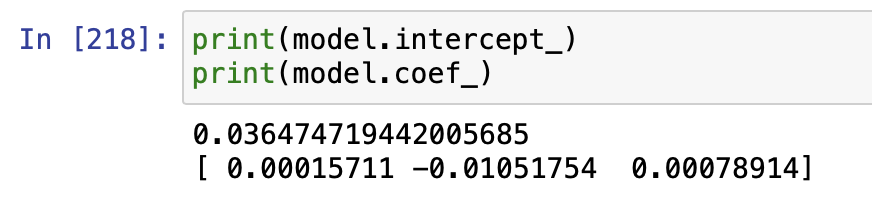 In [218]: print(model.intercept_)
print(model.coef_)
0.036474719442005685
[ 0.00015711 -0.01051754  0.00078914]